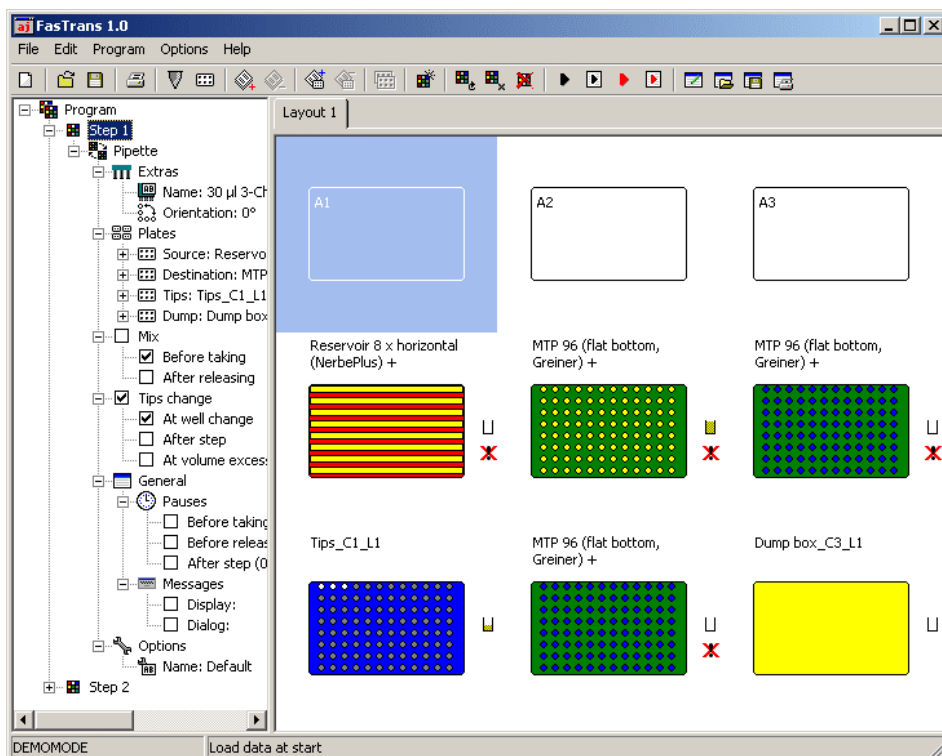 FasTrans 1.0
File Edit Program Options Help
Program
Step 1
Pipette
Extras
Name: 30 µl 3-Ch
Orientation: 0°
Plates
Source: Reservo
Destination: MTP
Tips: Tips_C1_L1
Dump: Dump box
Mix
Before taking
After releasing
Tips change
At well change
After step
At volume excess
General
Pauses
Before taking
Before releas
After step (0
Messages
Display:
Dialog:
Options
Name: Default
Step 2
Layout 1
A1
A2
A3
Reservoir 8 x horizontal
(NerbePlus) +
MTP 96 (flat bottom,
Greiner) +
MTP 96 (flat bottom,
Greiner) +
Tips_C1_L1
MTP 96 (flat bottom,
Greiner) +
Dump box_C3_L1
DEMOMODE
Load data at start